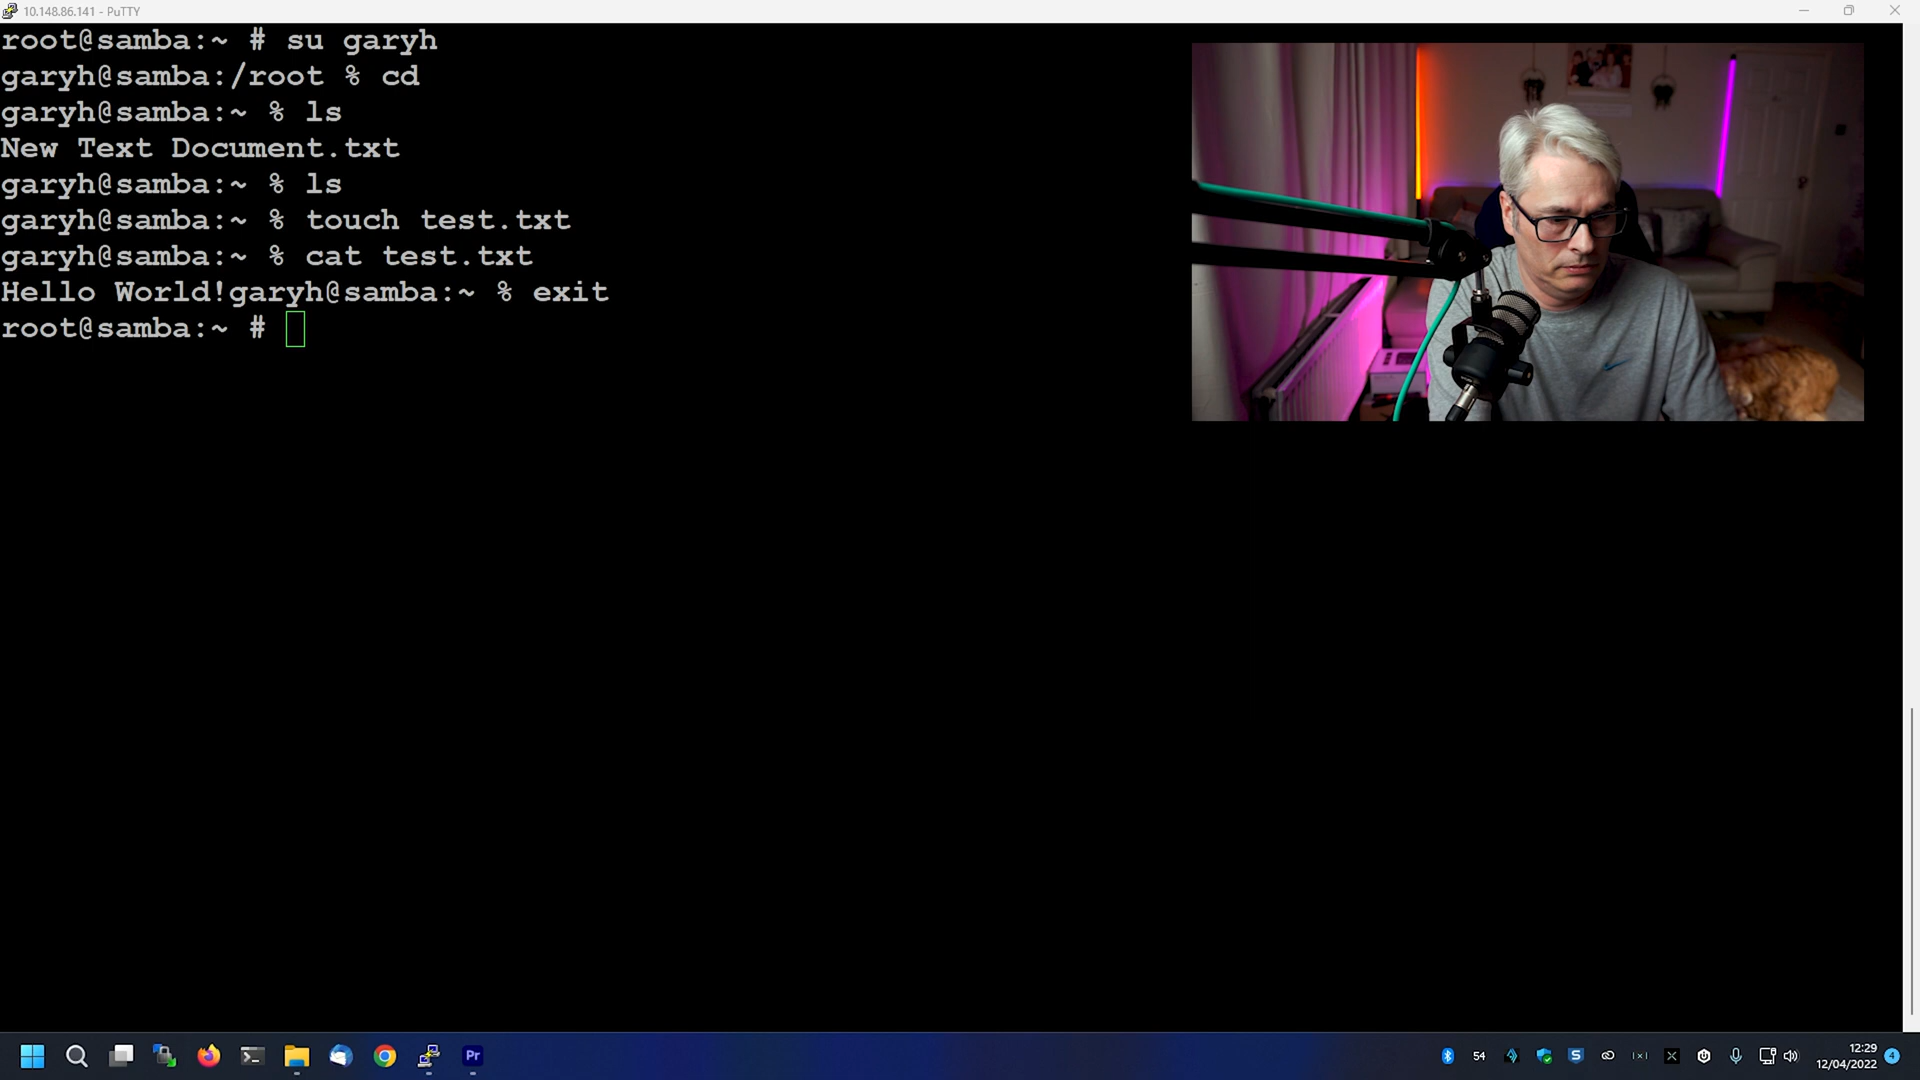 10.148.86.141 - PuTTY
root@samba:~ # su garyh
garyh@samba:/root % cd
garyh@samba:~ % ls
New Text Document.txt
garyh@samba:~ % ls
garyh@samba:~ % touch test.txt
garyh@samba:~ % cat test.txt
Hello World!garyh@samba:~ % exit
root@samba:~ #
Pr
54
S
12:29
12/04/2022
4